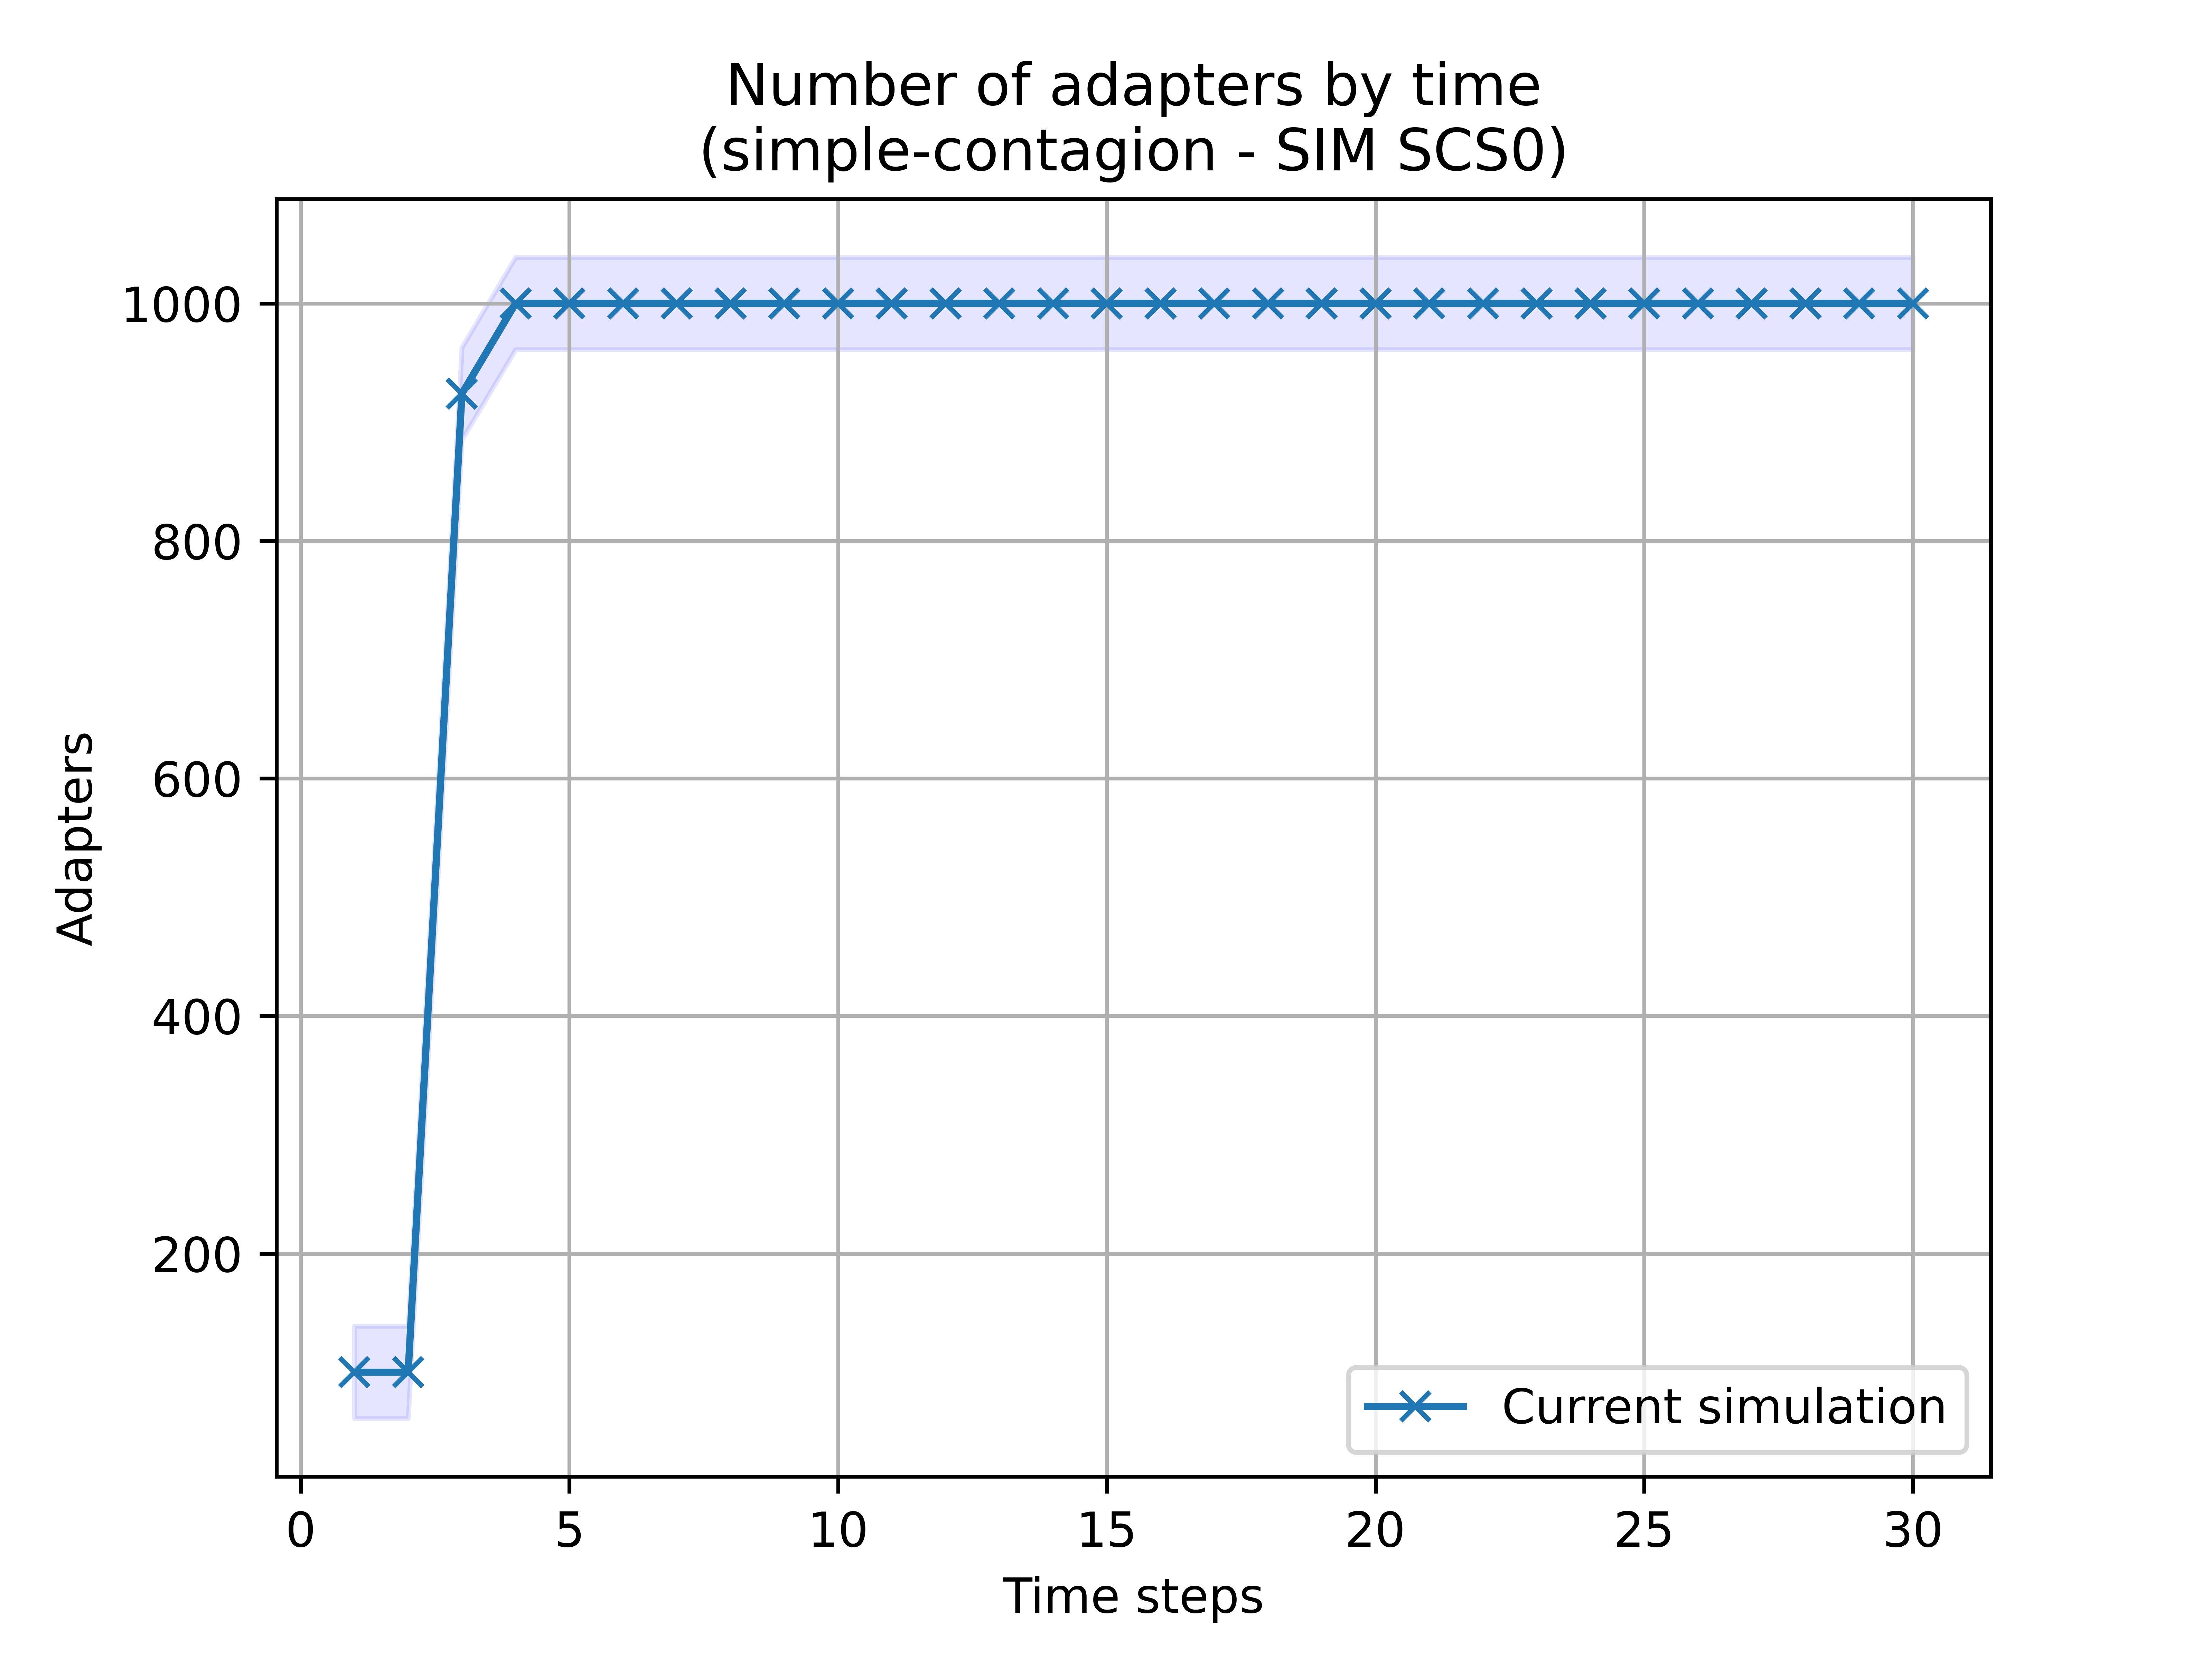 Number of adapters by time
(simple-contagion - SIM SCS0)
1000
800
600
400
200
Adapters
Current simulation
0 5 10 15 20 25 30
Time steps